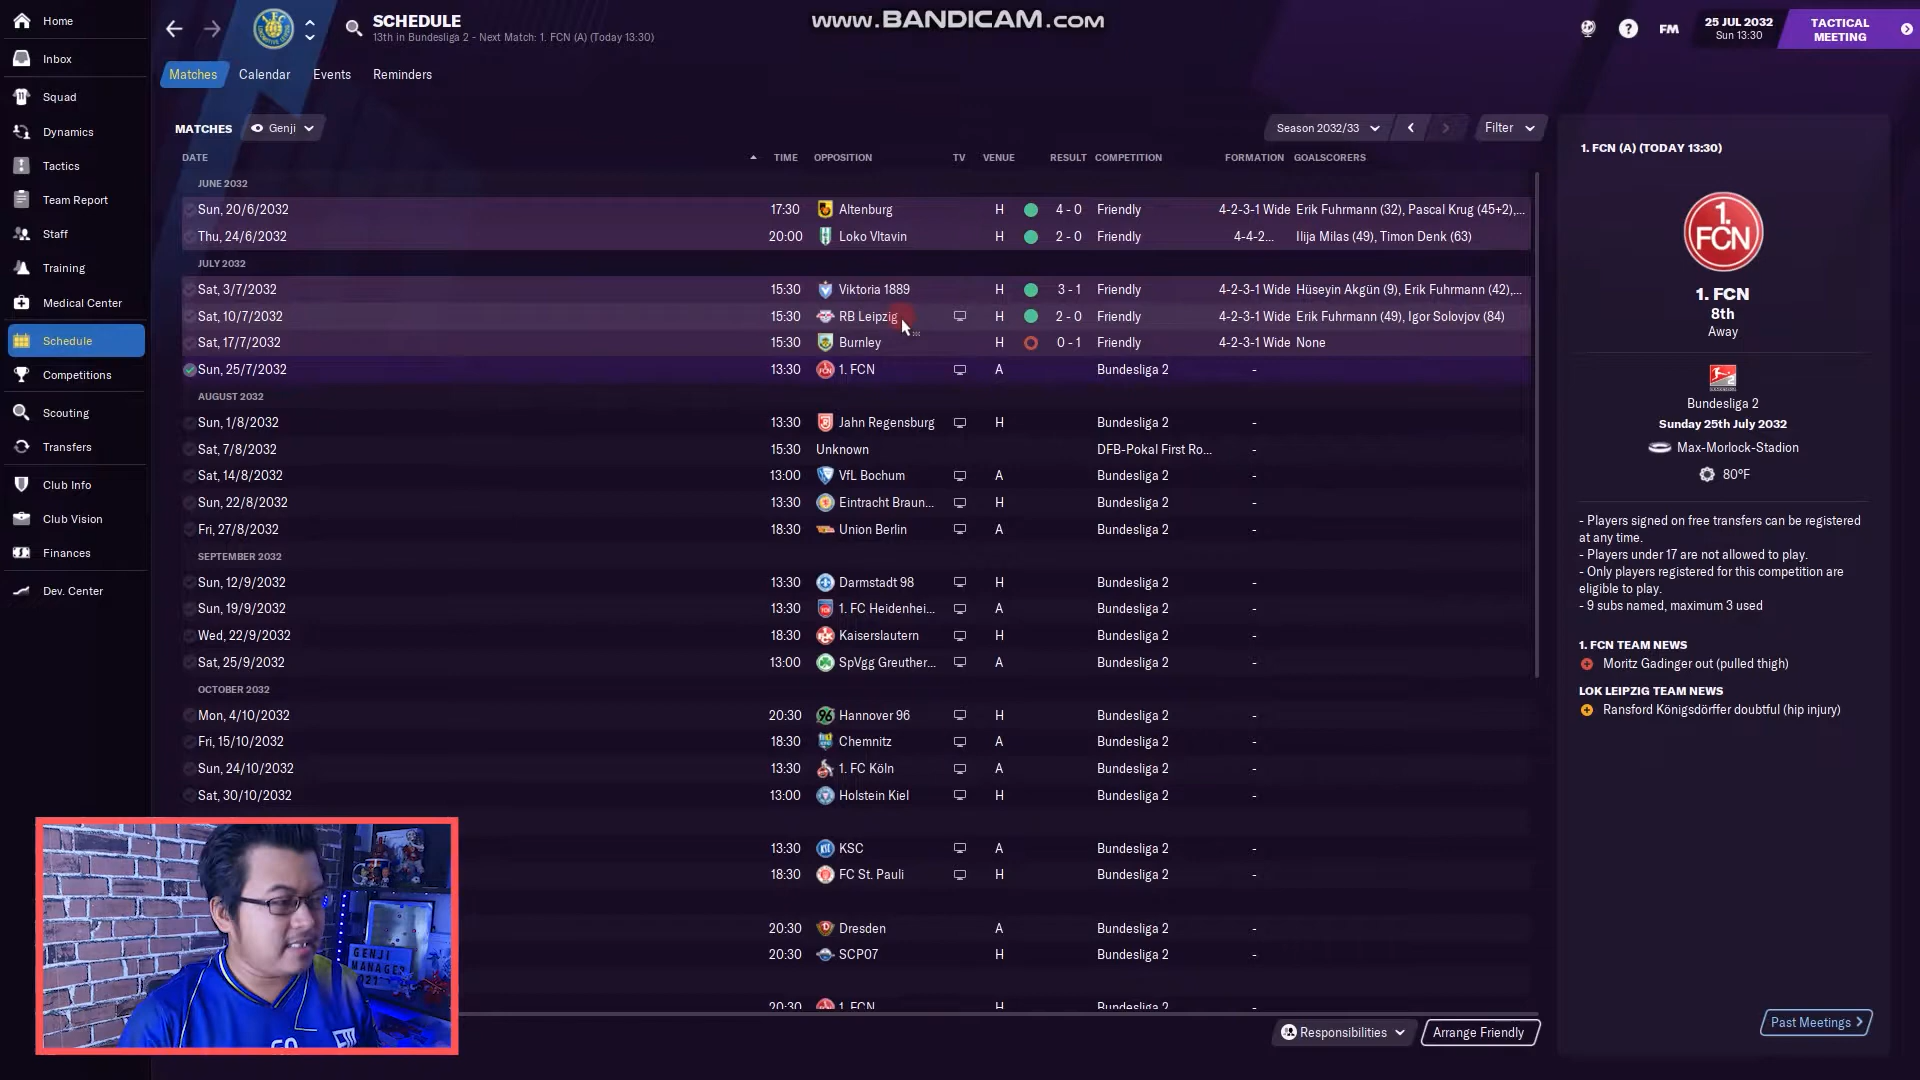 Home
Inbox
Squad
Dynamics
Tactics
Team Report
Staff
Training
Medical Center
Schedule
Competitions
Scouting
Transfers
Club Info
Club Vision
Finances
Dev. Center
SCHEDULE
13th in Bundesliga 2 - Next Match: 1. FCN (A) (Today 13:30)
www.BANDICAM.com
FM
25 JUL 2032
Sun 13:30
TACTICAL
MEETING
Matches Calendar Events Reminders
MATCHES Genji
Season 2032/33 Filter
DATE TIME OPPOSITION TV VENUE RESULT COMPETITION FORMATION GOALSCORERS
JUNE 2032
Sun, 20/6/2032 17:30 Altenburg H 4 - 0 Friendly 4-2-3-1 Wide Erik Fuhrmann (32), Pascal Krug (45+2),...
Thu, 24/6/2032 20:00 Loko Vltavin H 2 - 0 Friendly 4-4-2... Ilija Milas (49), Timon Denk (63)
JULY 2032
Sat, 3/7/2032 15:30 Viktoria 1889 H 3 - 1 Friendly 4-2-3-1 Wide Hüseyin Akgün (9), Erik Fuhrmann (42),...
Sat, 10/7/2032 15:30 RB Leipzig H 2 - 0 Friendly 4-2-3-1 Wide Erik Fuhrmann (49), Igor Solovjov (84)
Sat, 17/7/2032 15:30 Burnley H 0 - 1 Friendly 4-2-3-1 Wide None
Sun, 25/7/2032 13:30 1. FCN A Bundesliga 2 -
AUGUST 2032
Sun, 1/8/2032 13:30 Jahn Regensburg H Bundesliga 2 -
Sat, 7/8/2032 15:30 Unknown DFB-Pokal First Ro... -
Sat, 14/8/2032 13:00 VfL Bochum A Bundesliga 2 -
Sun, 22/8/2032 13:30 Eintracht Braun... H Bundesliga 2 -
Fri, 27/8/2032 18:30 Union Berlin A Bundesliga 2 -
SEPTEMBER 2032
Sun, 12/9/2032 13:30 Darmstadt 98 H Bundesliga 2 -
Sun, 19/9/2032 13:30 1. FC Heidenhei... A Bundesliga 2 -
Wed, 22/9/2032 18:30 Kaiserslautern H Bundesliga 2 -
Sat, 25/9/2032 13:00 SpVgg Greuther... A Bundesliga 2 -
OCTOBER 2032
Mon, 4/10/2032 20:30 Hannover 96 H Bundesliga 2 -
Fri, 15/10/2032 18:30 Chemnitz A Bundesliga 2 -
Sun, 24/10/2032 13:30 1. FC Köln A Bundesliga 2 -
Sat, 30/10/2032 13:00 Holstein Kiel H Bundesliga 2 -
13:30 KSC A Bundesliga 2 -
18:30 FC St. Pauli H Bundesliga 2 -
20:30 Dresden A Bundesliga 2 -
20:30 SCP07 H Bundesliga 2 -
20:30 1. FCN H Bundesliga 2 -
Responsibilities Arrange Friendly
1. FCN (A) (TODAY 13:30)
1.
FCN
1. FCN
8th
Away
Bundesliga 2
Sunday 25th July 2032
Max-Morlock-Stadion
80°F
- Players signed on free transfers can be registered
at any time.
- Players under 17 are not allowed to play.
- Only players registered for this competition are
eligible to play.
- 9 subs named, maximum 3 used
1. FCN TEAM NEWS
Moritz Gadinger out (pulled thigh)
LOK LEIPZIG TEAM NEWS
Ransford Königsdörffer doubtful (hip injury)
Past Meetings
GENJI
MANAGER
2021